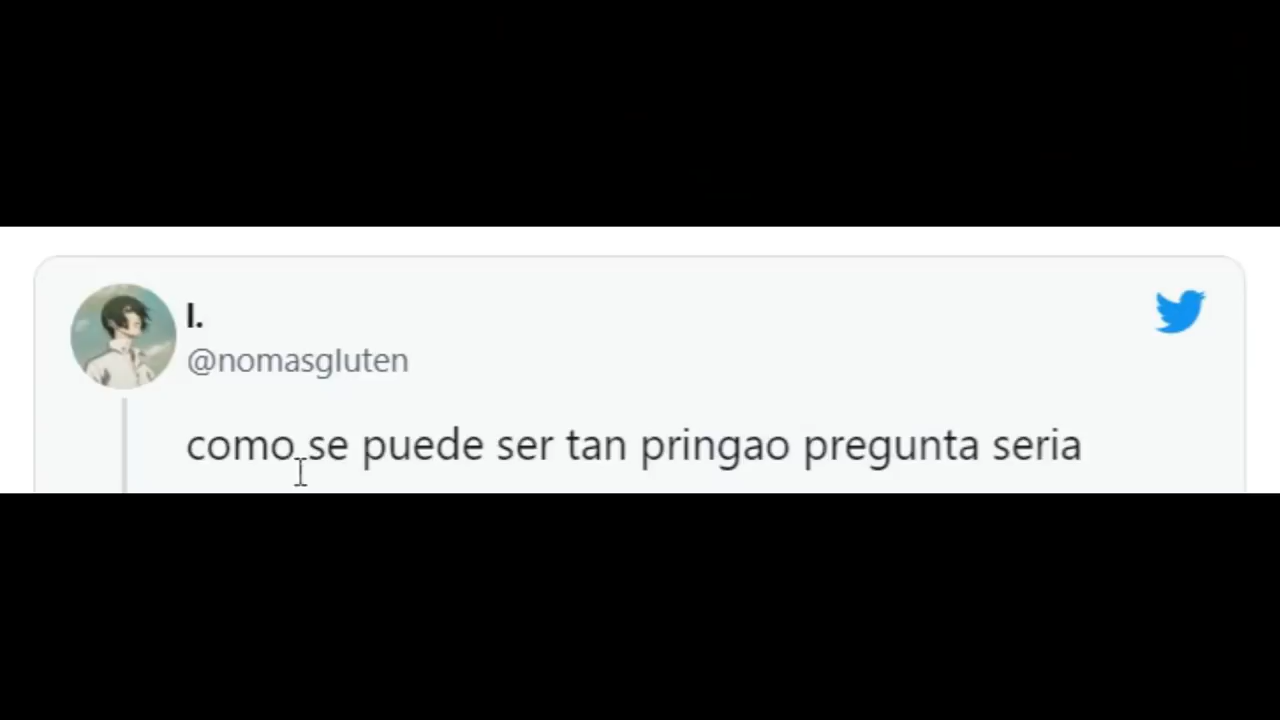 l.
@nomasgluten
como se puede ser tan pringao pregunta seria